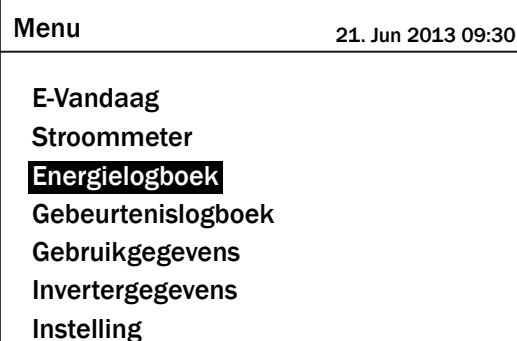 Menu 21. Jun 2013 09:30
E-Vandaag
Stroommeter
Energielogboek
Gebeurtenislogboek
Gebruikgegevens
Invertergegevens
Instelling